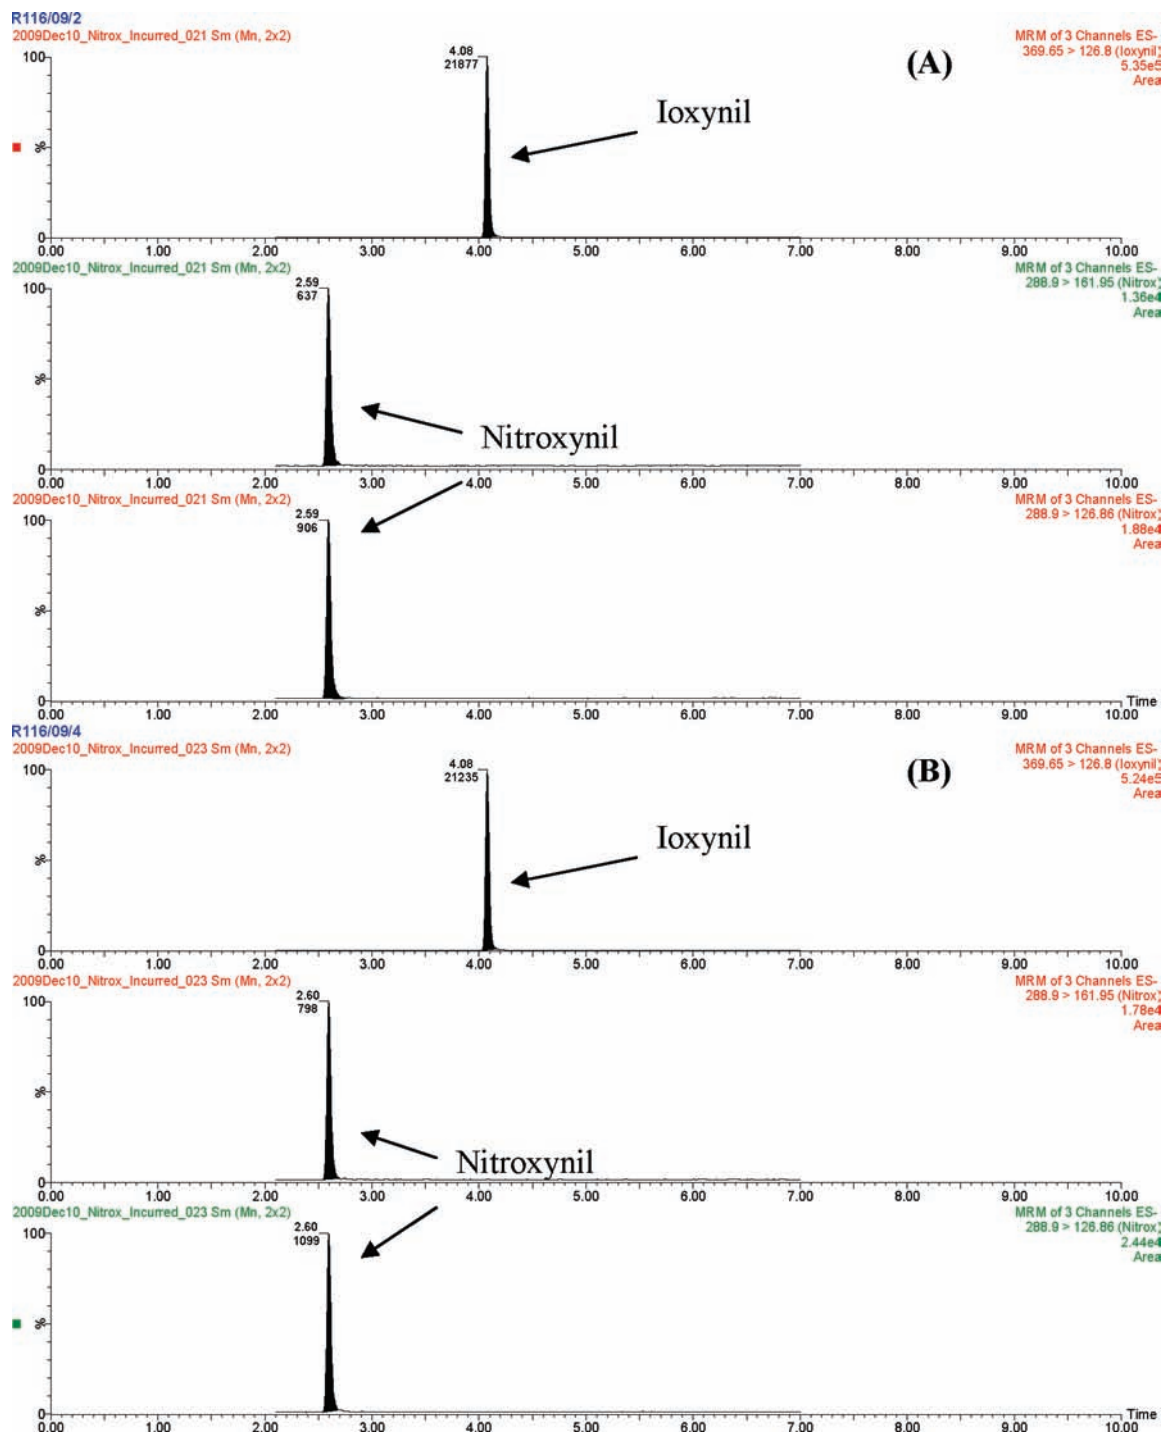 R116/09/2
2009Dec10_Nitrox_Incurred_021 Sm (Mn, 2x2)
MRM of 3 Channels ES-
369.65 > 126.8 (Ioxynil)
5.35e5
Area
(A)
100
%
0
4.08
21877
Ioxynil
0.00 1.00 2.00 3.00 4.00 5.00 6.00 7.00 8.00 9.00 10.00
2009Dec10_Nitrox_Incurred_021 Sm (Mn, 2x2)
MRM of 3 Channels ES-
288.9 > 161.95 (Nitrox)
1.36e4
Area
100
%
0
2.59
637
Nitroxynil
0.00 1.00 2.00 3.00 4.00 5.00 6.00 7.00 8.00 9.00 10.00
2009Dec10_Nitrox_Incurred_021 Sm (Mn, 2x2)
MRM of 3 Channels ES-
288.9 > 126.86 (Nitrox)
1.88e4
Area
100
%
0
2.59
906
Time
0.00 1.00 2.00 3.00 4.00 5.00 6.00 7.00 8.00 9.00 10.00
R116/09/4
2009Dec10_Nitrox_Incurred_023 Sm (Mn, 2x2)
MRM of 3 Channels ES-
369.65 > 126.8 (Ioxynil)
5.24e5
Area
(B)
100
%
0
4.08
21235
Ioxynil
0.00 1.00 2.00 3.00 4.00 5.00 6.00 7.00 8.00 9.00 10.00
2009Dec10_Nitrox_Incurred_023 Sm (Mn, 2x2)
MRM of 3 Channels ES-
288.9 > 161.95 (Nitrox)
1.78e4
Area
100
%
0
2.60
798
Nitroxynil
0.00 1.00 2.00 3.00 4.00 5.00 6.00 7.00 8.00 9.00 10.00
2009Dec10_Nitrox_Incurred_023 Sm (Mn, 2x2)
MRM of 3 Channels ES-
288.9 > 126.86 (Nitrox)
2.44e4
Area
100
%
0
2.60
1099
Time
0.00 1.00 2.00 3.00 4.00 5.00 6.00 7.00 8.00 9.00 10.00